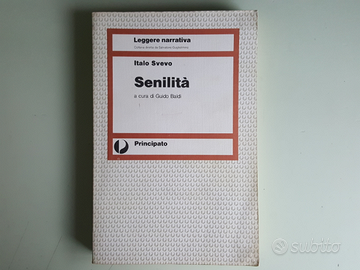 Leggere narrativa
Italo Svevo
Senilità
a cura di Guido Baldi
Principato
subito